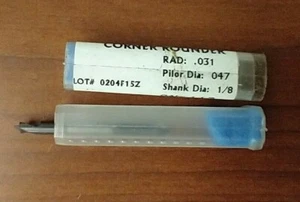 CORNER ROUNDER
RAD: .031
Pilot Dia: 047
LOT# 0204F15Z
Shank Dia: 1/8